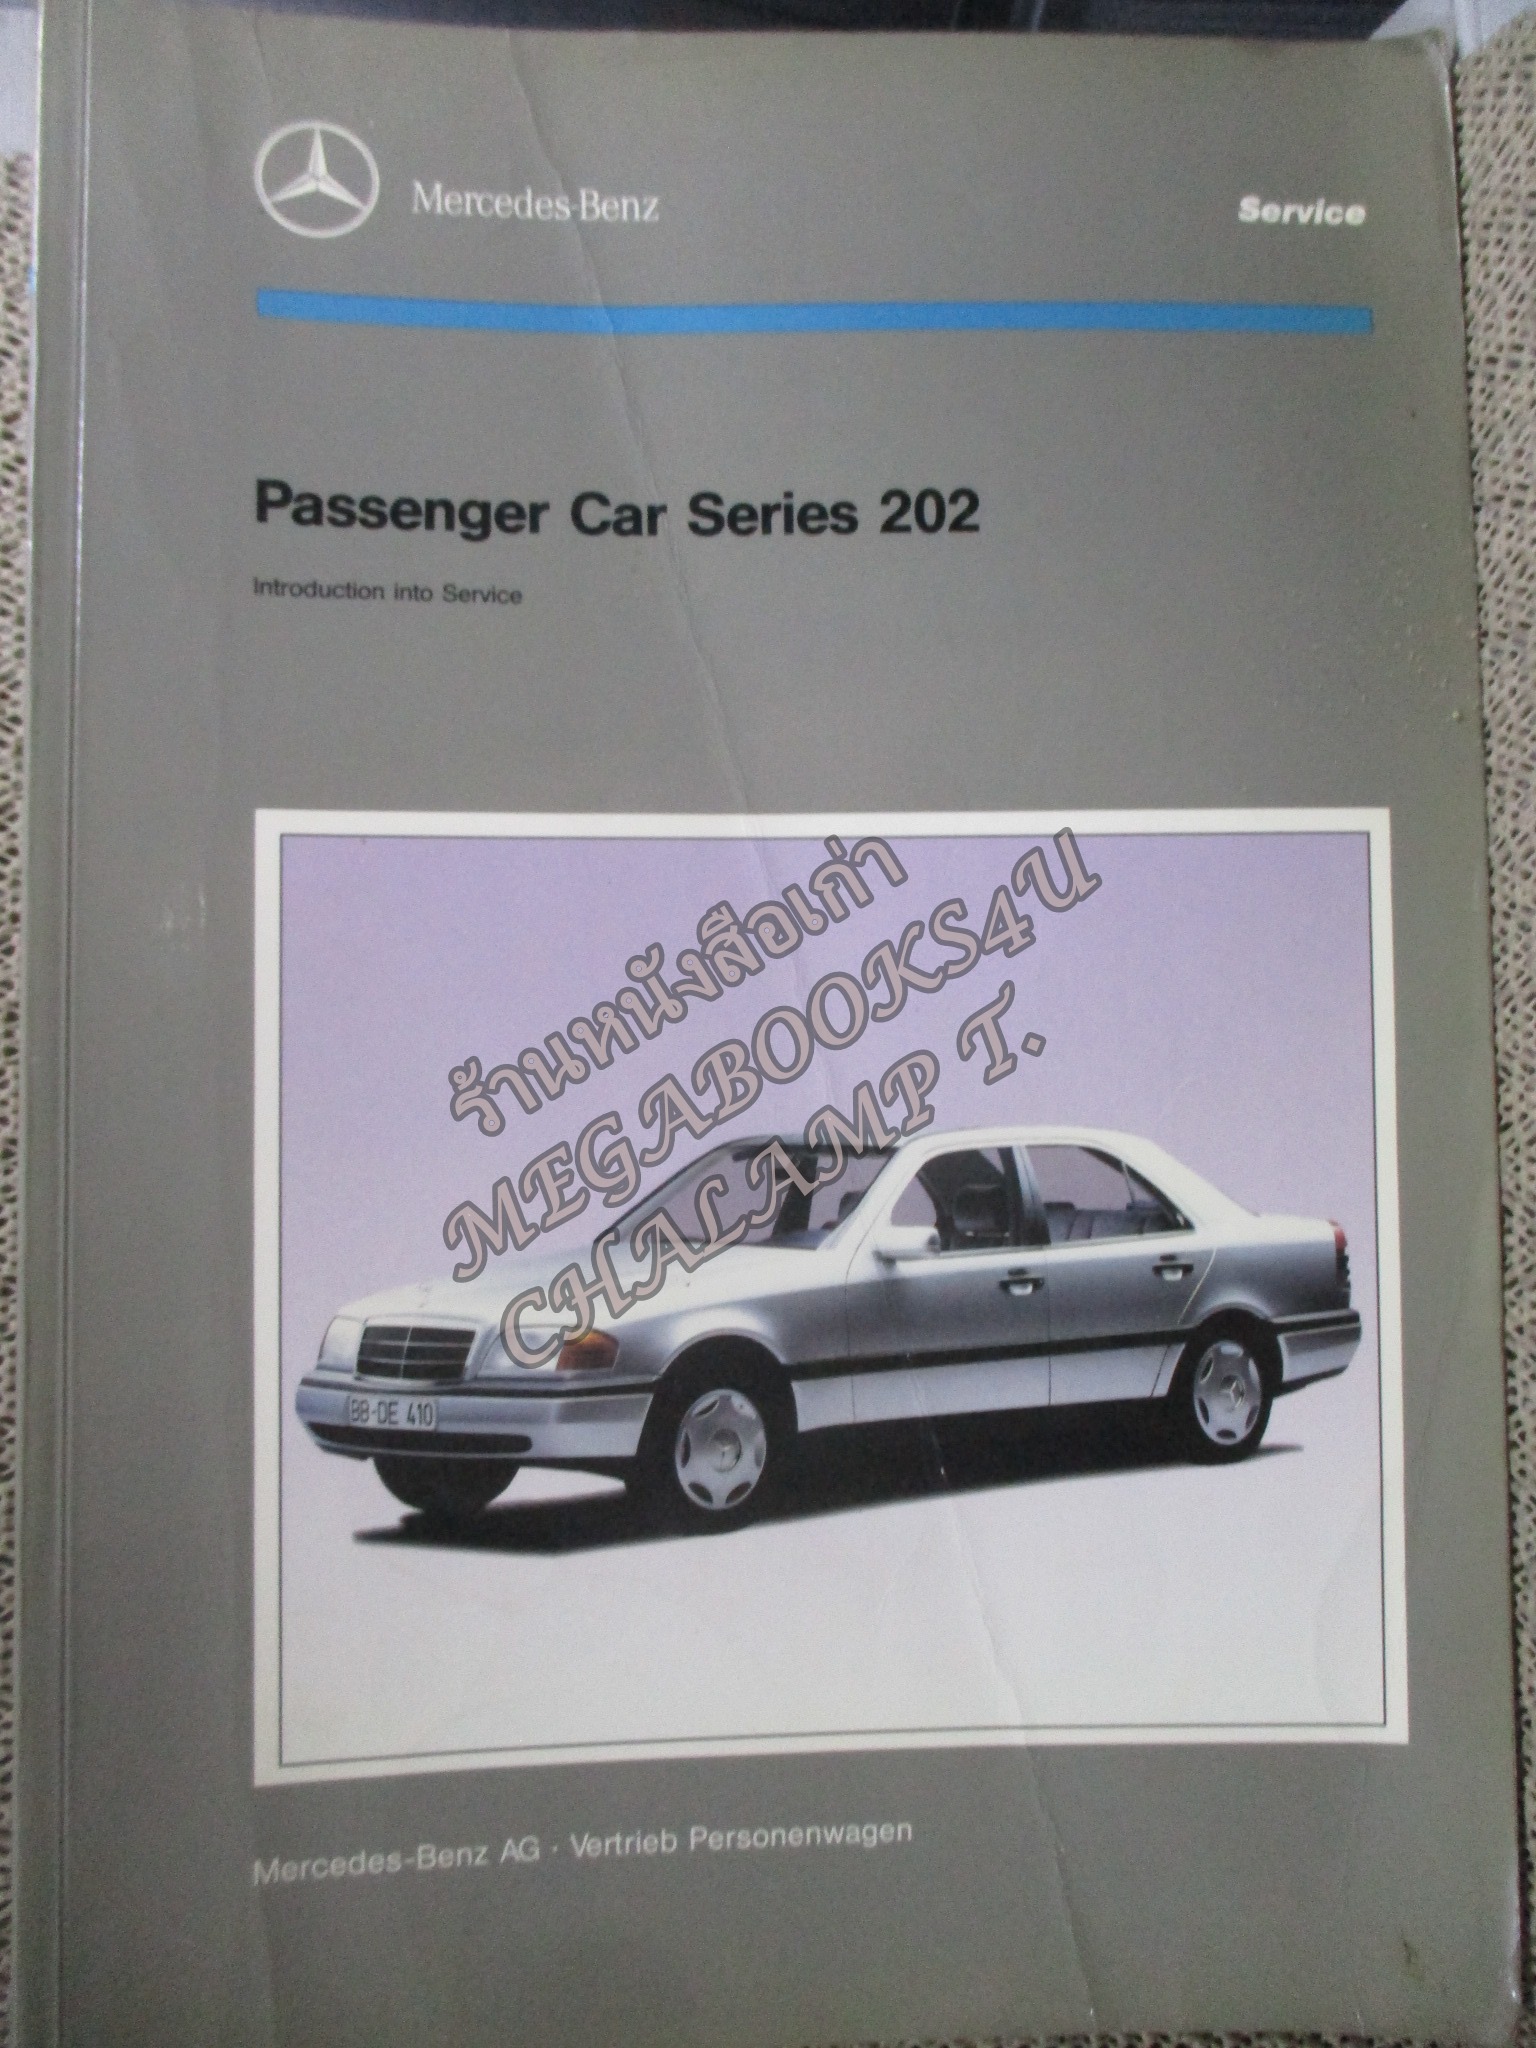 Mercedes-Benz
Service
Passenger Car Series 202
Introduction into Service
ร้านหนังสือเก่า
MEGABOOKS4U
CHALAMP T.
BB-DE 410
Mercedes-Benz AG · Vertrieb Personenwagen